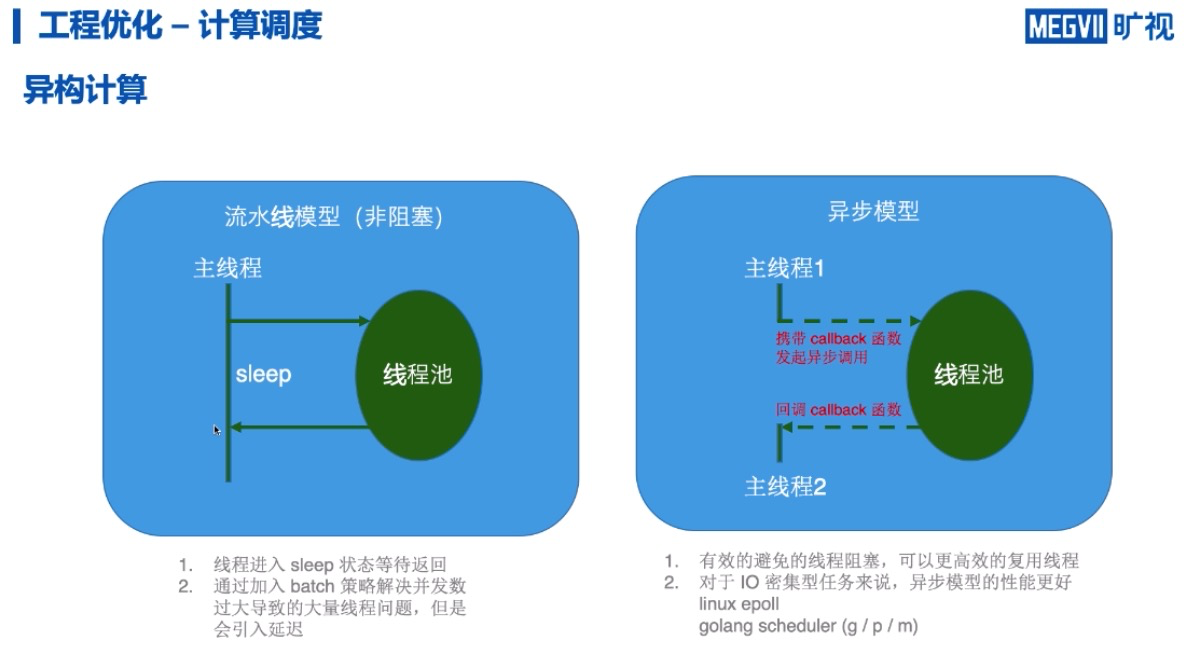 工程优化 – 计算调度
MEGVII 旷视
异构计算
流水线模型（非阻塞）
主线程
sleep
线程池
1. 线程进入 sleep 状态等待返回
2. 通过加入 batch 策略解决并发数
过大导致的大量线程问题，但是
会引入延迟
异步模型
主线程1
携带 callback 函数
发起异步调用
线程池
回调 callback 函数
主线程2
1. 有效的避免的线程阻塞，可以更高效的复用线程
2. 对于 IO 密集型任务来说，异步模型的性能更好
linux epoll
golang scheduler (g / p / m)